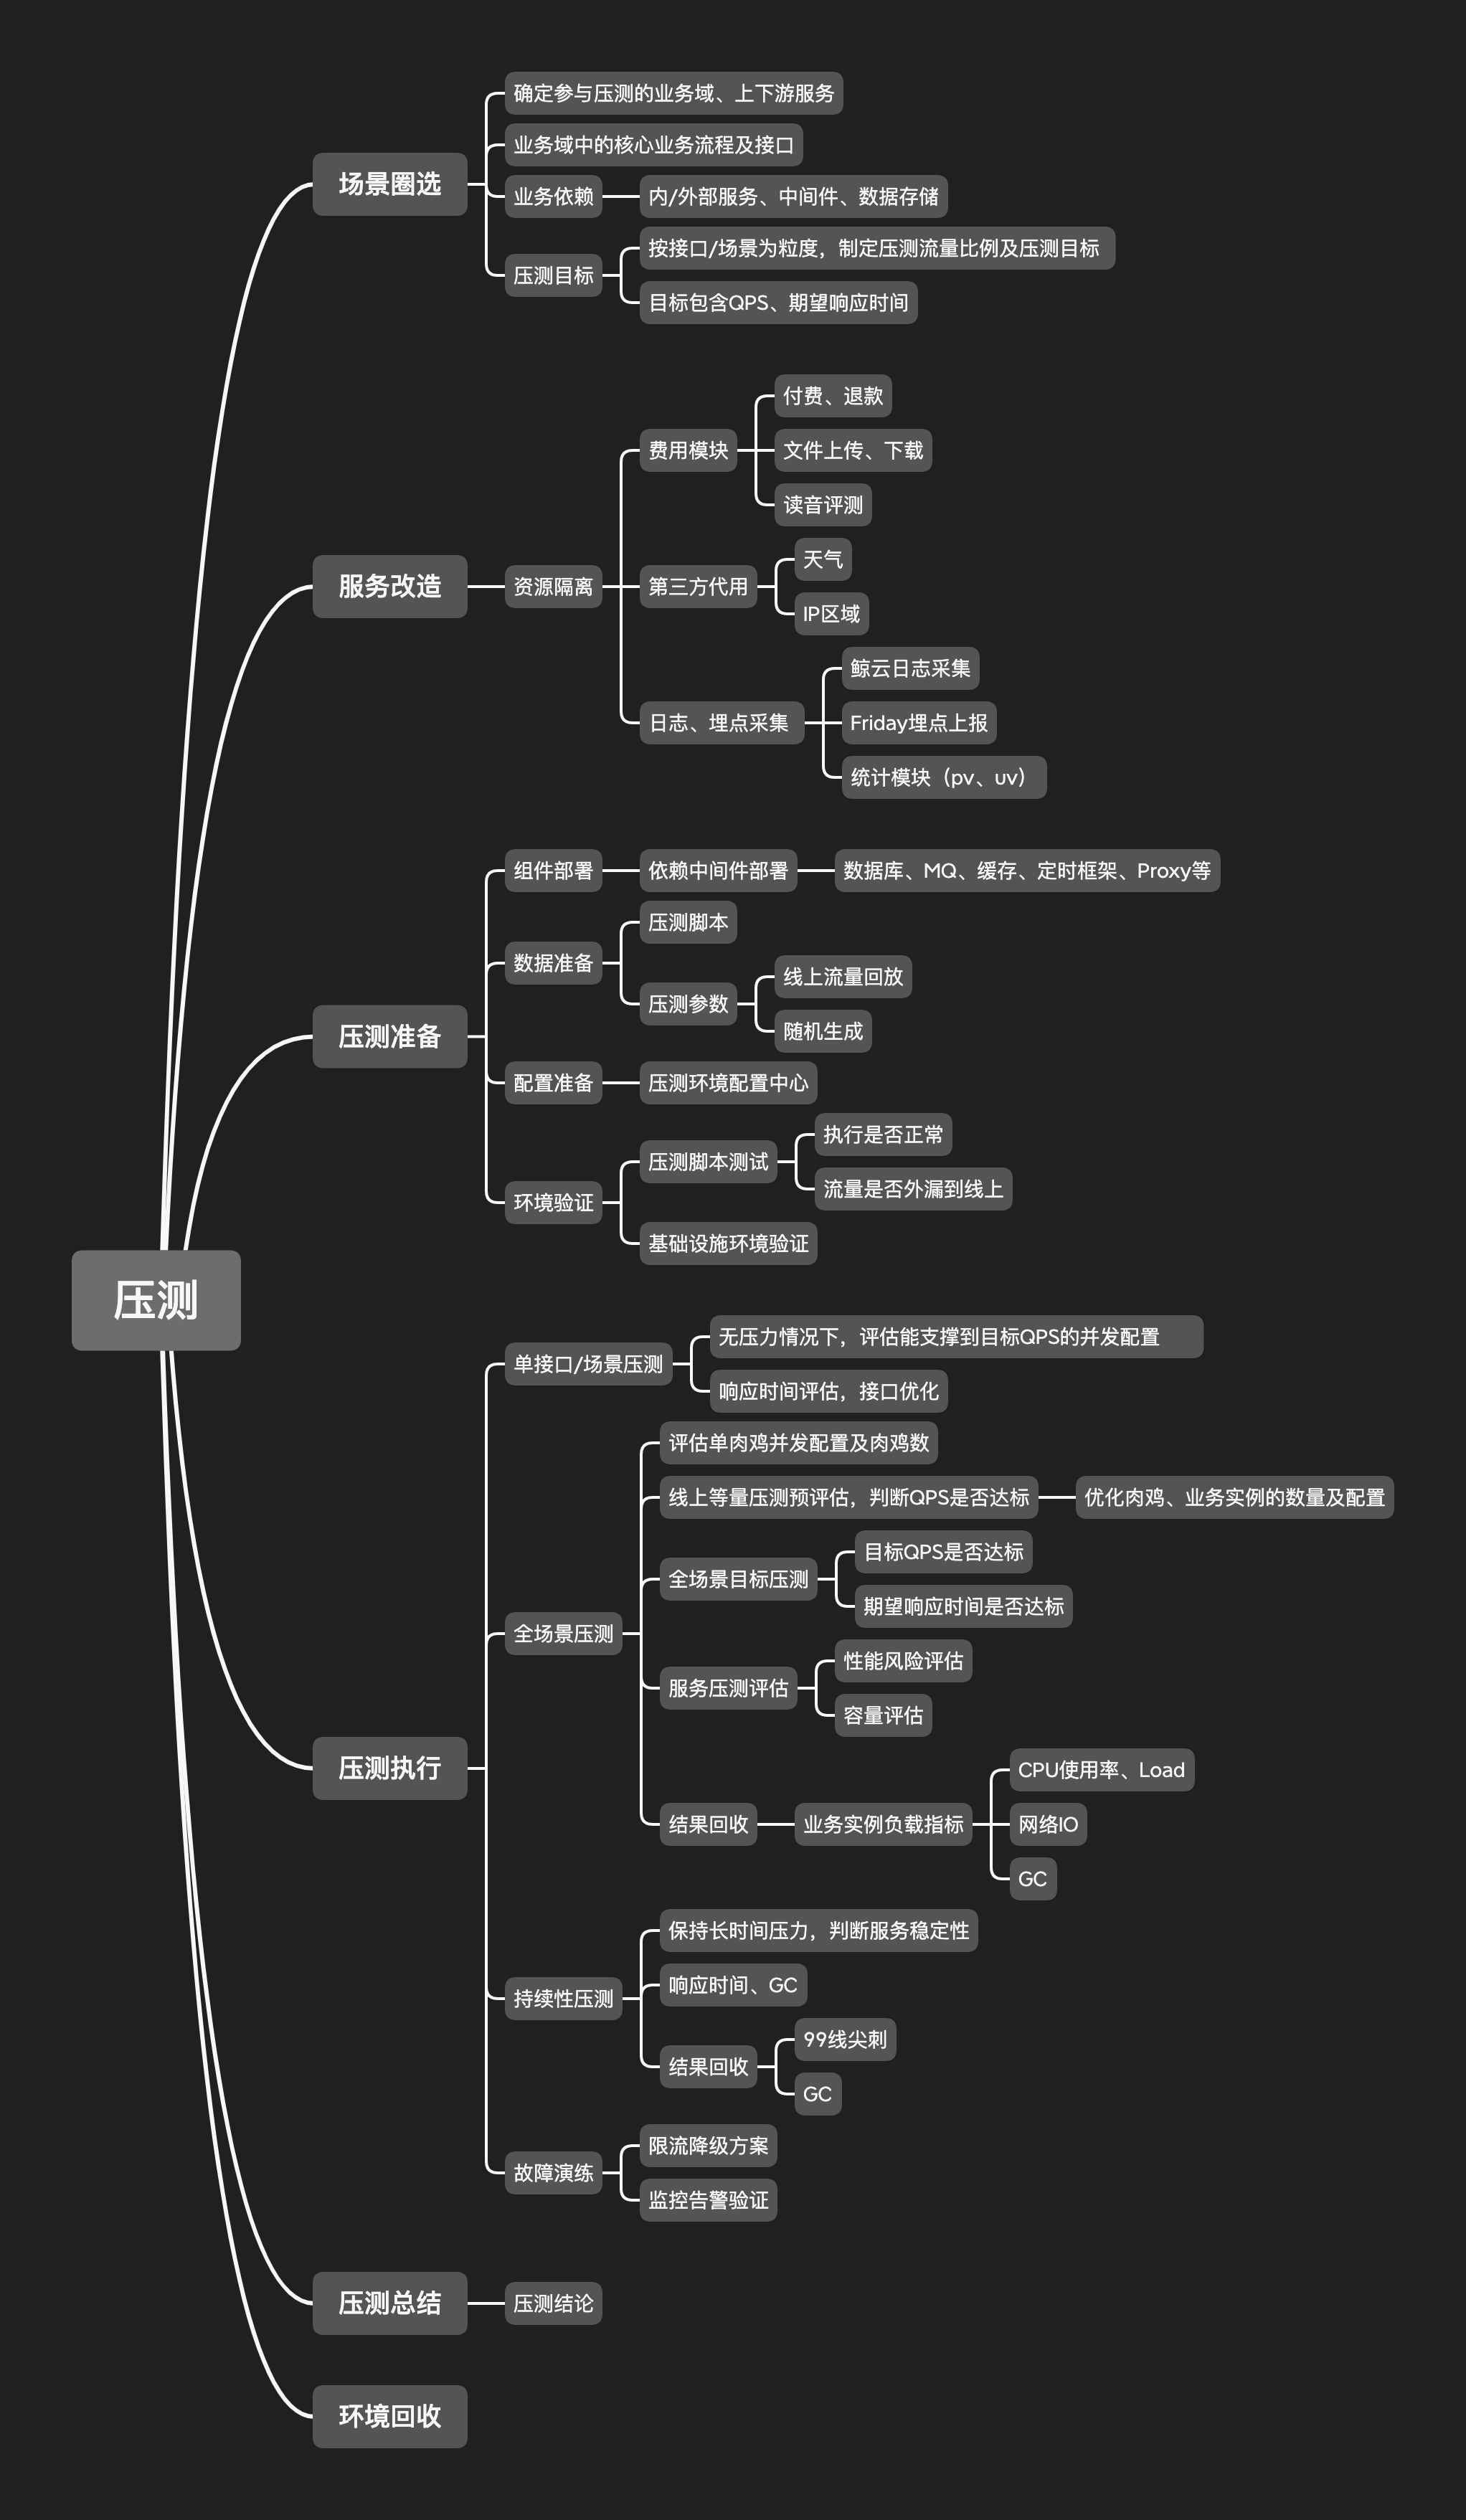 压测
场景圈选
确定参与压测的业务域、上下游服务
业务域中的核心业务流程及接口
业务依赖
内/外部服务、中间件、数据存储
压测目标
按接口/场景为粒度，制定压测流量比例及压测目标
目标包含QPS、期望响应时间
服务改造
资源隔离
费用模块
付费、退款
文件上传、下载
读音评测
第三方代用
天气
IP区域
日志、埋点采集
鲸云日志采集
Friday埋点上报
统计模块（pv、uv）
压测准备
组件部署
依赖中间件部署
数据库、MQ、缓存、定时框架、Proxy等
数据准备
压测脚本
压测参数
线上流量回放
随机生成
配置准备
压测环境配置中心
环境验证
压测脚本测试
执行是否正常
流量是否外漏到线上
基础设施环境验证
压测执行
单接口/场景压测
无压力情况下，评估能支撑到目标QPS的并发配置
响应时间评估，接口优化
全场景压测
评估单肉鸡并发配置及肉鸡数
线上等量压测预评估，判断QPS是否达标
优化肉鸡、业务实例的数量及配置
全场景目标压测
目标QPS是否达标
期望响应时间是否达标
服务压测评估
性能风险评估
容量评估
结果回收
业务实例负载指标
CPU使用率、Load
网络IO
GC
持续性压测
保持长时间压力，判断服务稳定性
响应时间、GC
结果回收
99线尖刺
GC
故障演练
限流降级方案
监控告警验证
压测总结
压测结论
环境回收